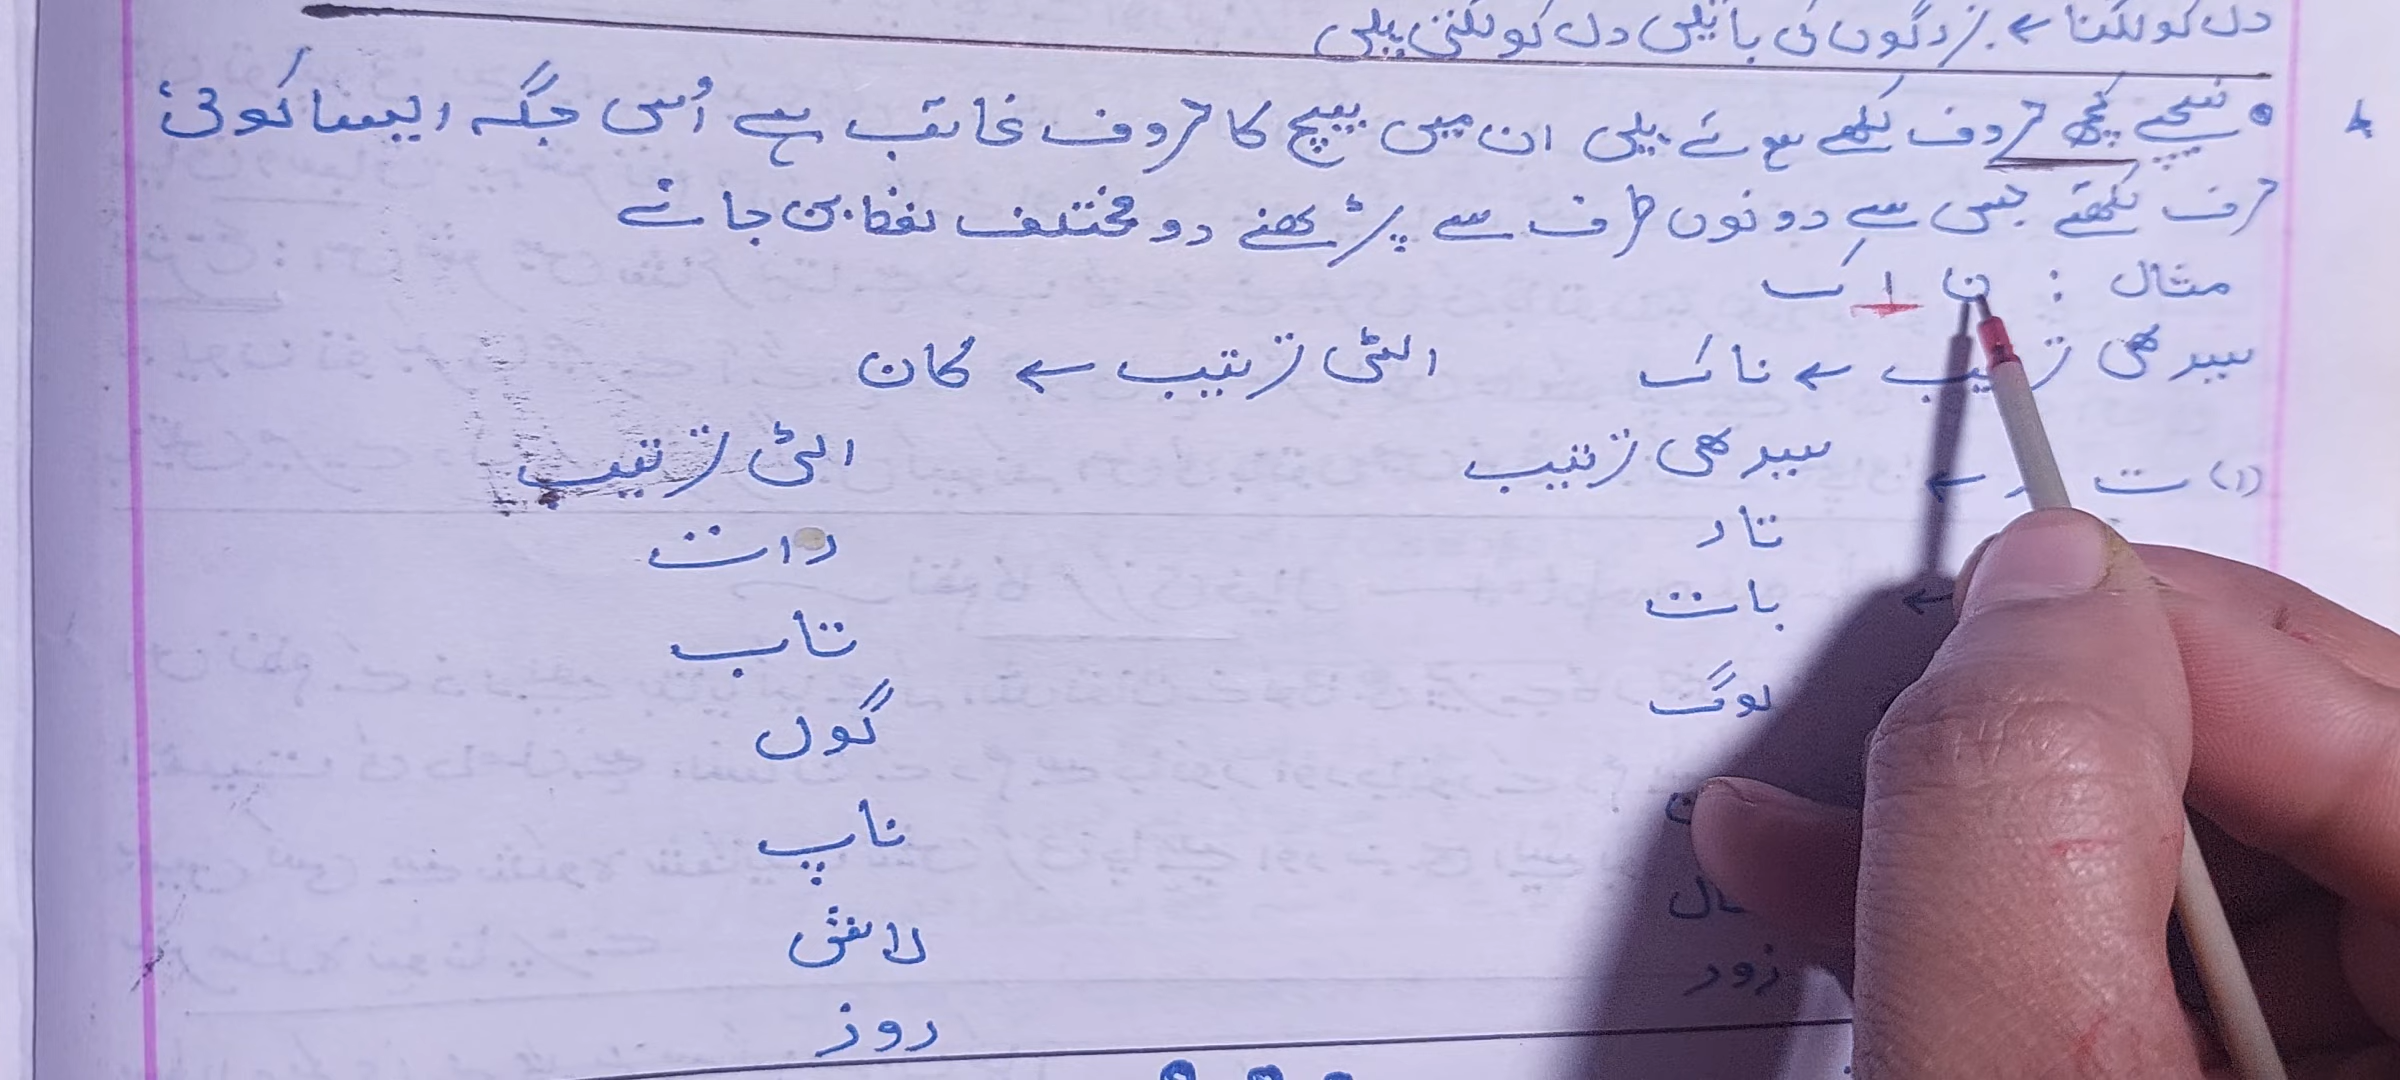 دل کو لگنا ← بزرگوں کی باتیں دل کو لگتی ہیں
نیچے کچھ حروف لکھے ہوئے ہیں ان میں بیچ کا حروف غائب ہے اُسی جگہ ایسا کوئی
حرف لکھتے جس سے دونوں طرف سے پڑھنے دو مختلف لفظ بن جائے
مثال : ن ا ک
سیدھی ترتیب ← ناک الٹی ترتیب ← کان
(۱) ت ر ← سیدھی ترتیب الٹی ترتیب
تار رات
← بات تاب
لوگ گول
ناپ
لاش
زور روز